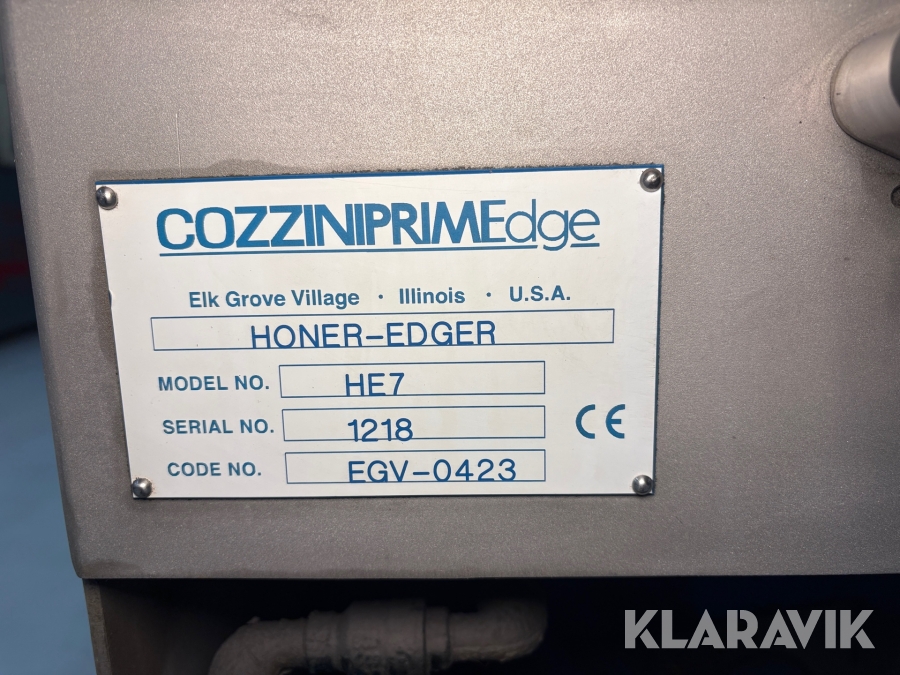 COZZINIPRIMEdge
Elk Grove Village · Illinois · U.S.A.
HONER-EDGER
MODEL NO. HE7
SERIAL NO. 1218
CE
CODE NO. EGV-0423
KLARAVIK